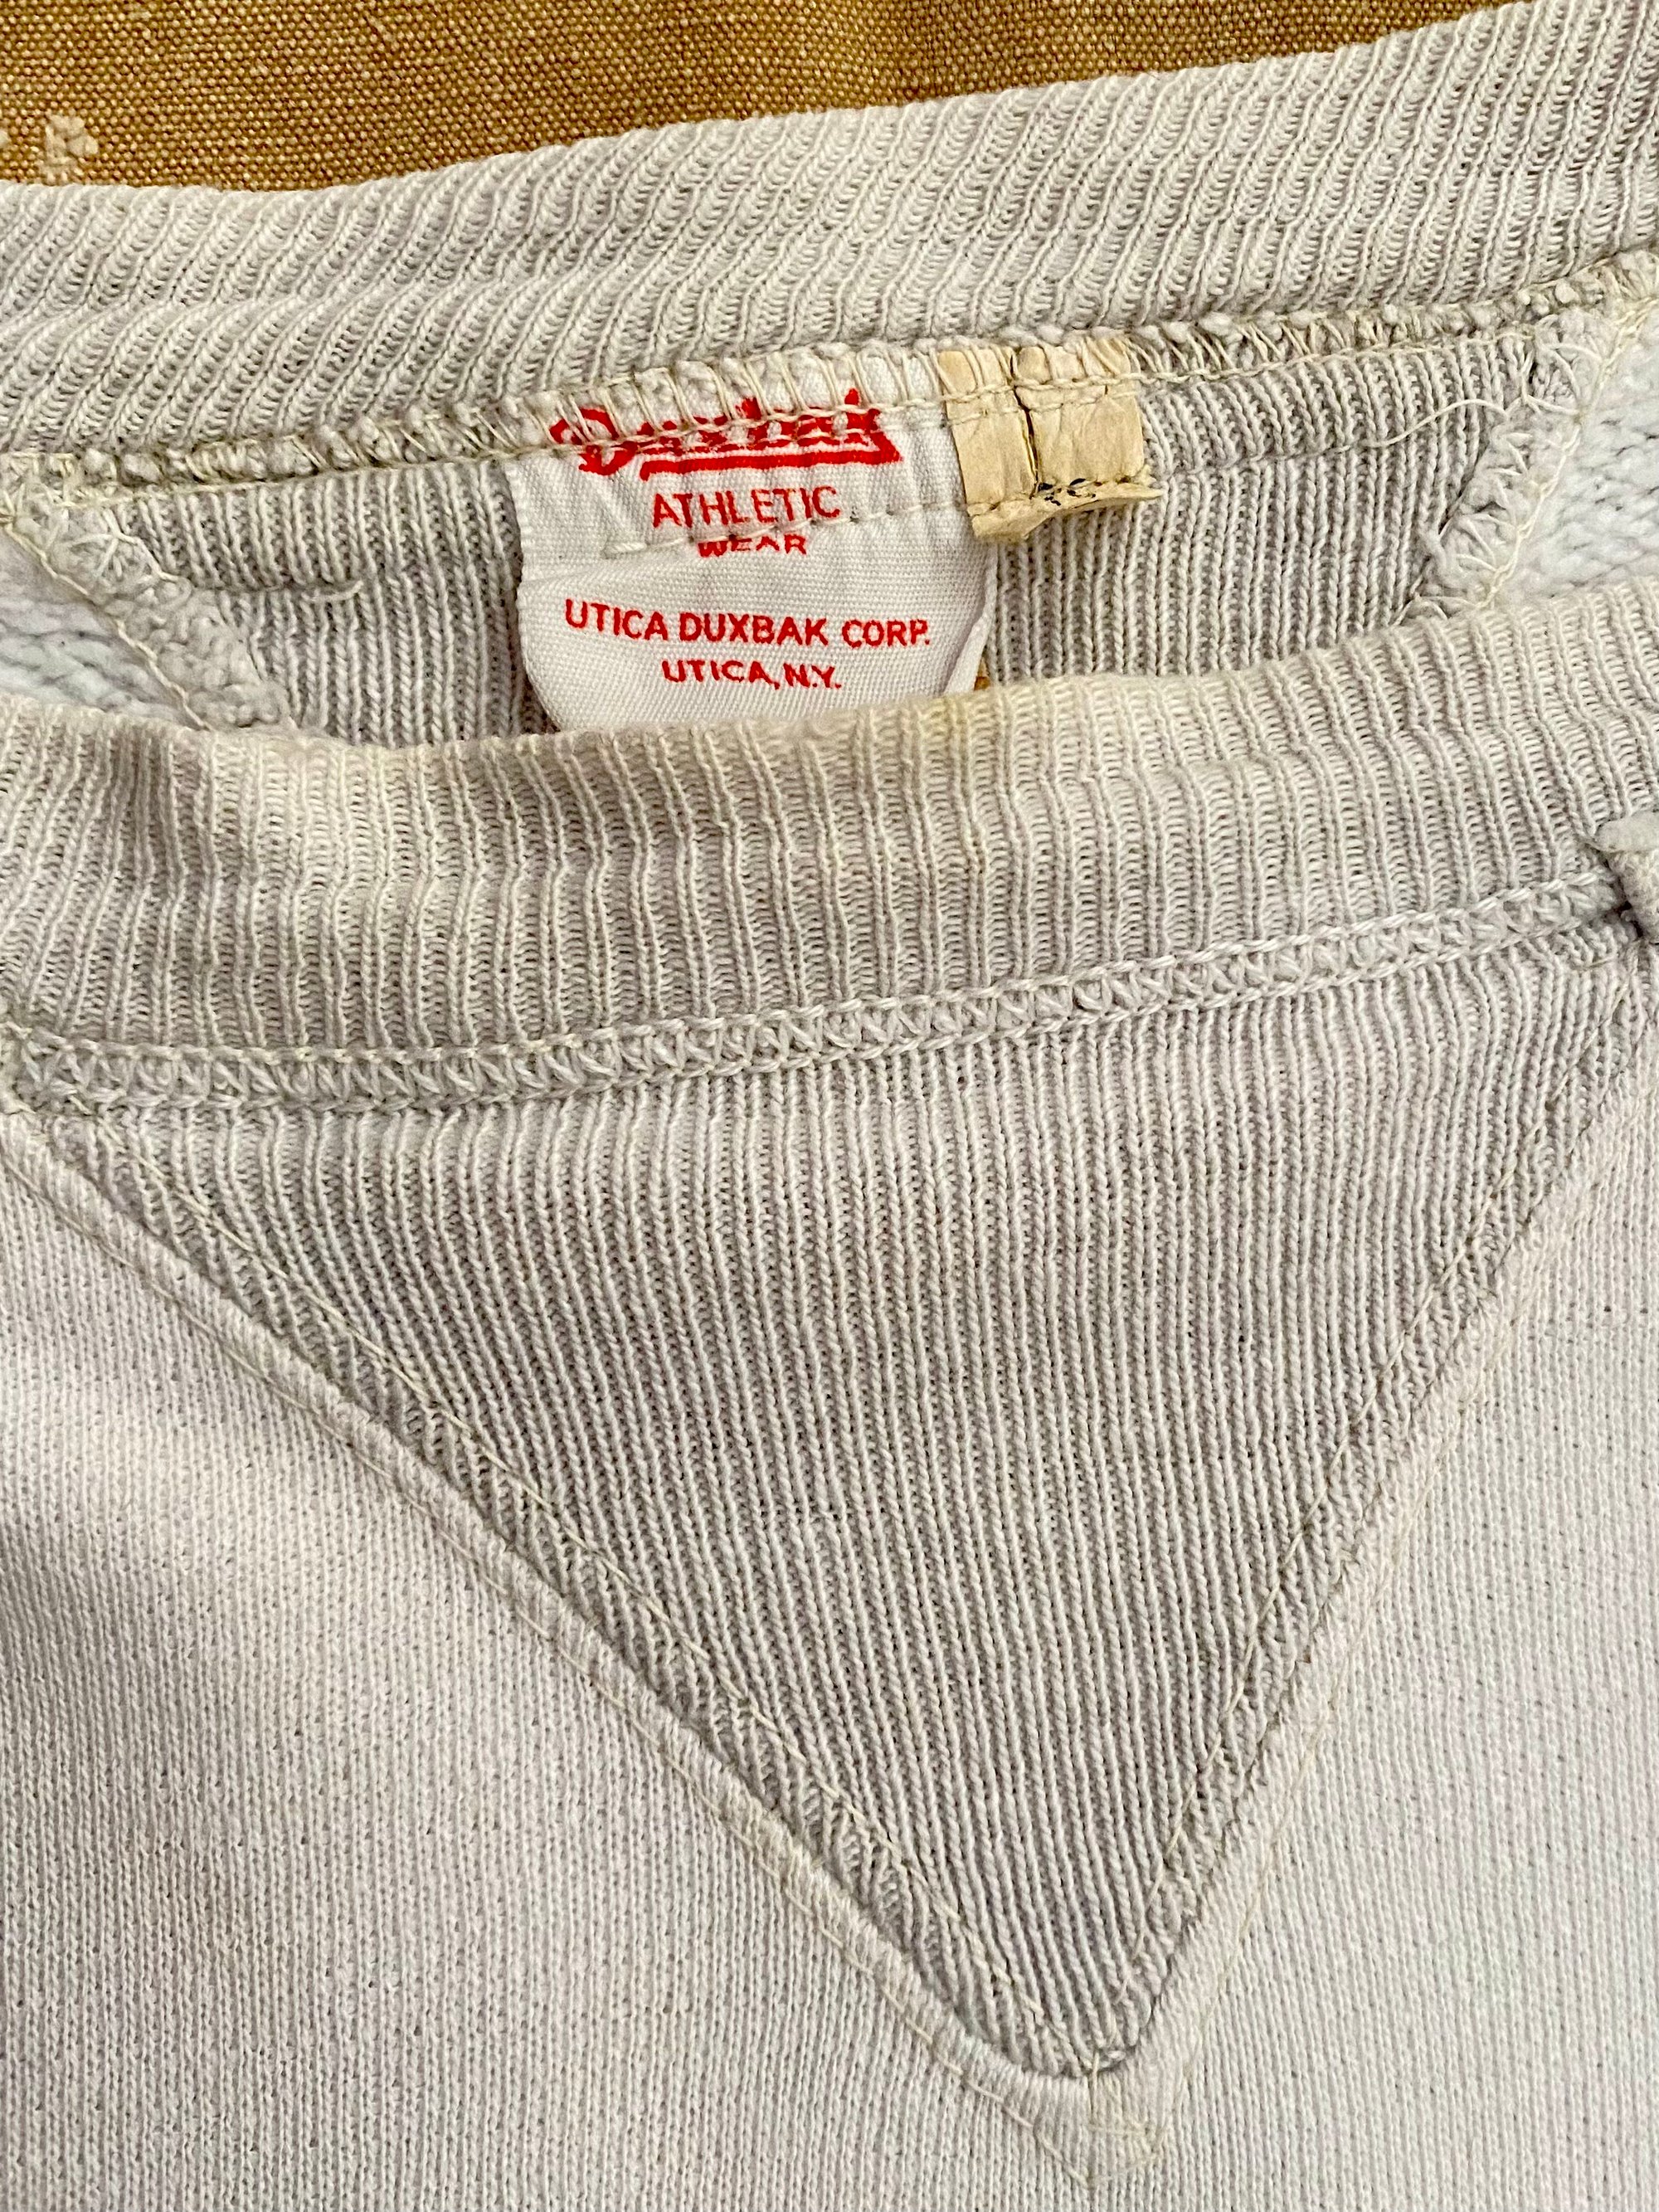 Duxbak
ATHLETIC
WEAR
UTICA DUXBAK CORP.
UTICA, N.Y.